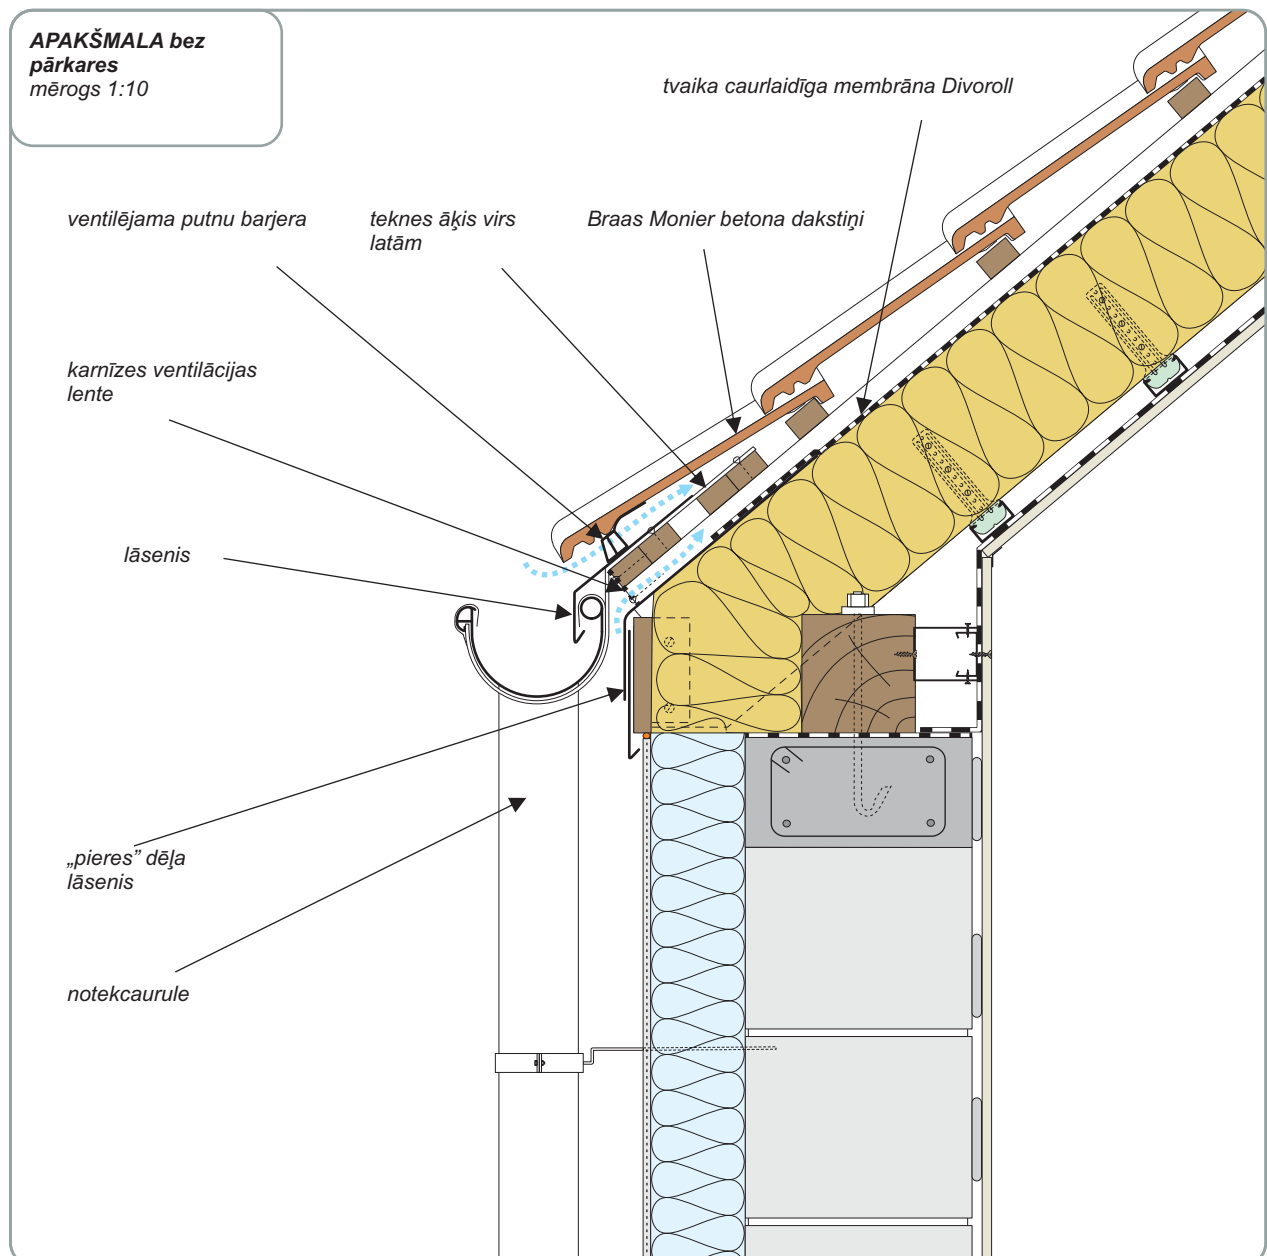 APAKŠMALA bez
pārkares
mērogs 1:10
tvaika caurlaidīga membrāna Divoroll
ventilējama putnu barjera
teknes āķis virs
latām
Braas Monier betona dakstiņi
karnīzes ventilācijas
lente
lāsenis
„pieres” dēļa
lāsenis
notekcaurule